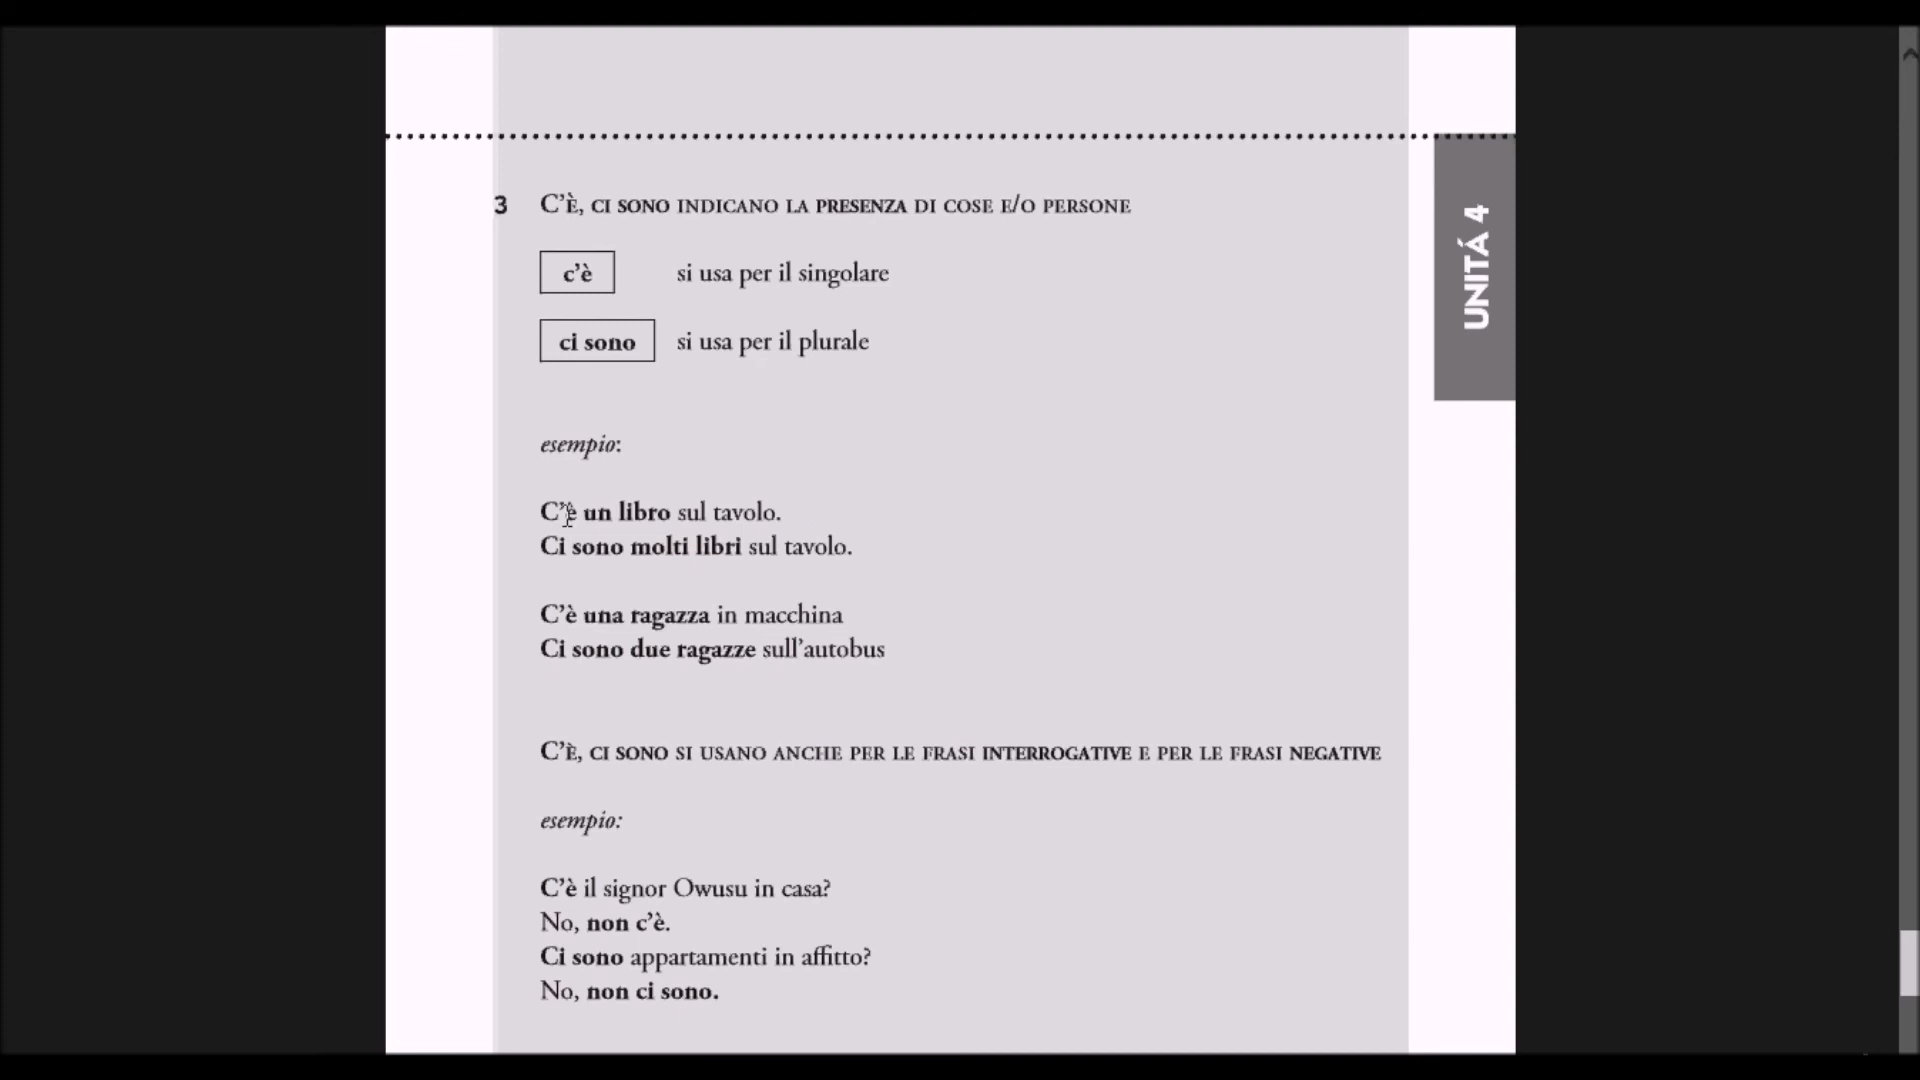 UNITÁ 4
3 C'È, CI SONO INDICANO LA PRESENZA DI COSE E/O PERSONE
c'è si usa per il singolare
ci sono si usa per il plurale
esempio:
C'è un libro sul tavolo.
Ci sono molti libri sul tavolo.
C'è una ragazza in macchina
Ci sono due ragazze sull'autobus
C'È, CI SONO SI USANO ANCHE PER LE FRASI INTERROGATIVE E PER LE FRASI NEGATIVE
esempio:
C'è il signor Owusu in casa?
No, non c'è.
Ci sono appartamenti in affitto?
No, non ci sono.